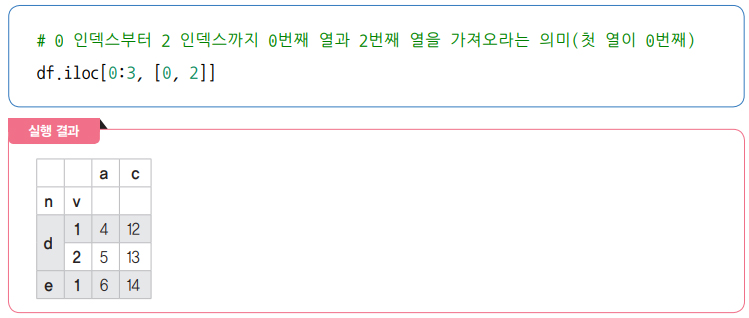 # 0 인덱스부터 2 인덱스까지 0번째 열과 2번째 열을 가져오라는 의미(첫 열이 0번째)
df.iloc[0:3, [0, 2]]
실행 결과
a c
n v
d 1 4 12
2 5 13
e 1 6 14